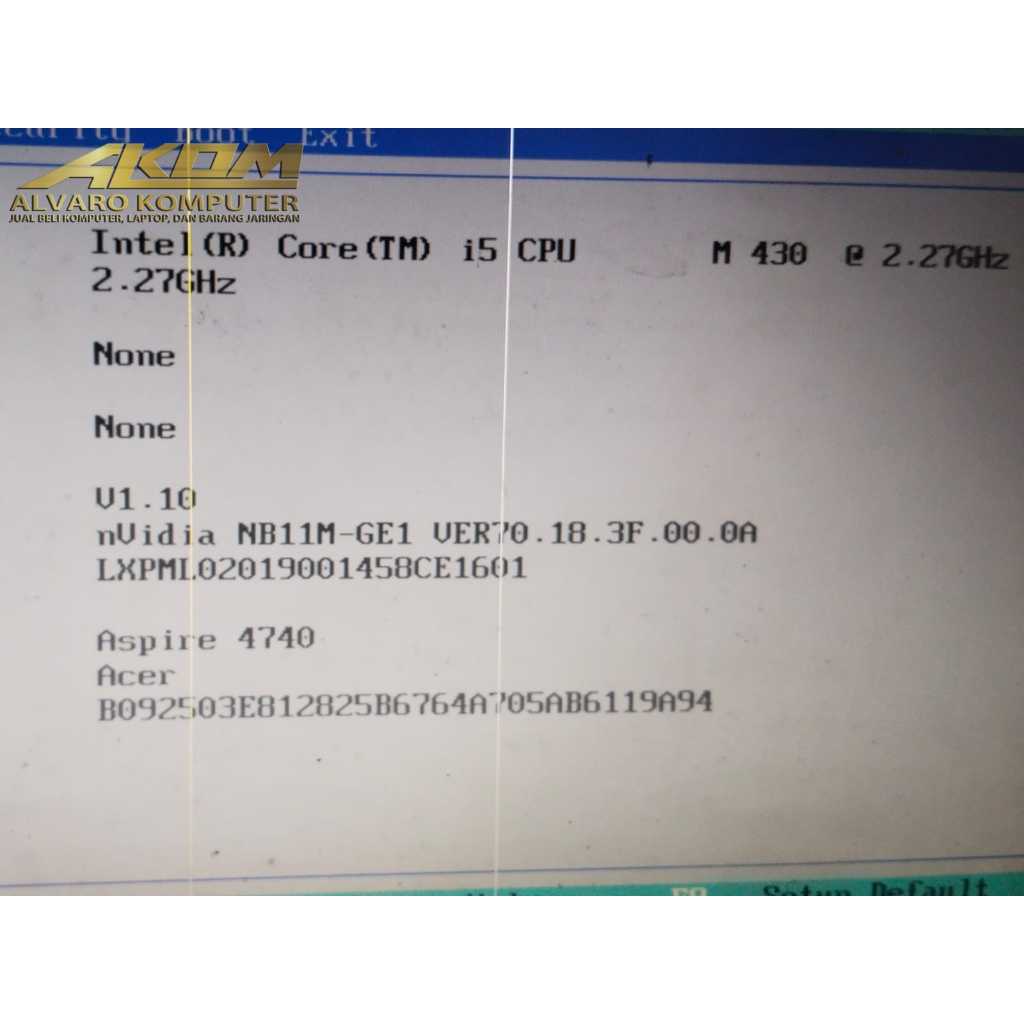 Boot Exit
AKOM
ALVARO KOMPUTER
JUAL BELI KOMPUTER, LAPTOP, DAN BARANG JARINGAN
Intel(R) Core(TM) i5 CPU M 430 @ 2.27GHz
2.27GHz
None
None
V1.10
nVidia NB11M-GE1 VER70.18.3F.00.0A
LXPML02019001458CE1601
Aspire 4740
Acer
B092503E812825B6764A705AB6119A94
F9 Setup Default